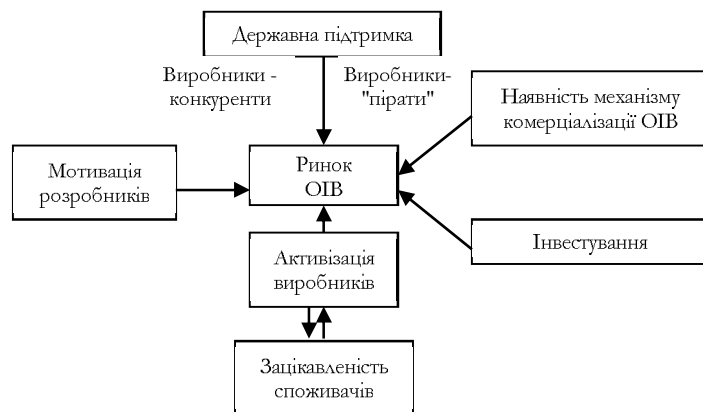 Державна підтримка
Виробники -
конкуренти
Виробники-
"пірати"
Наявність механізму
комерціалізації ОІВ
Мотивація
розробників
Ринок
ОІВ
Інвестування
Активізація
виробників
Зацікавленість
споживачів